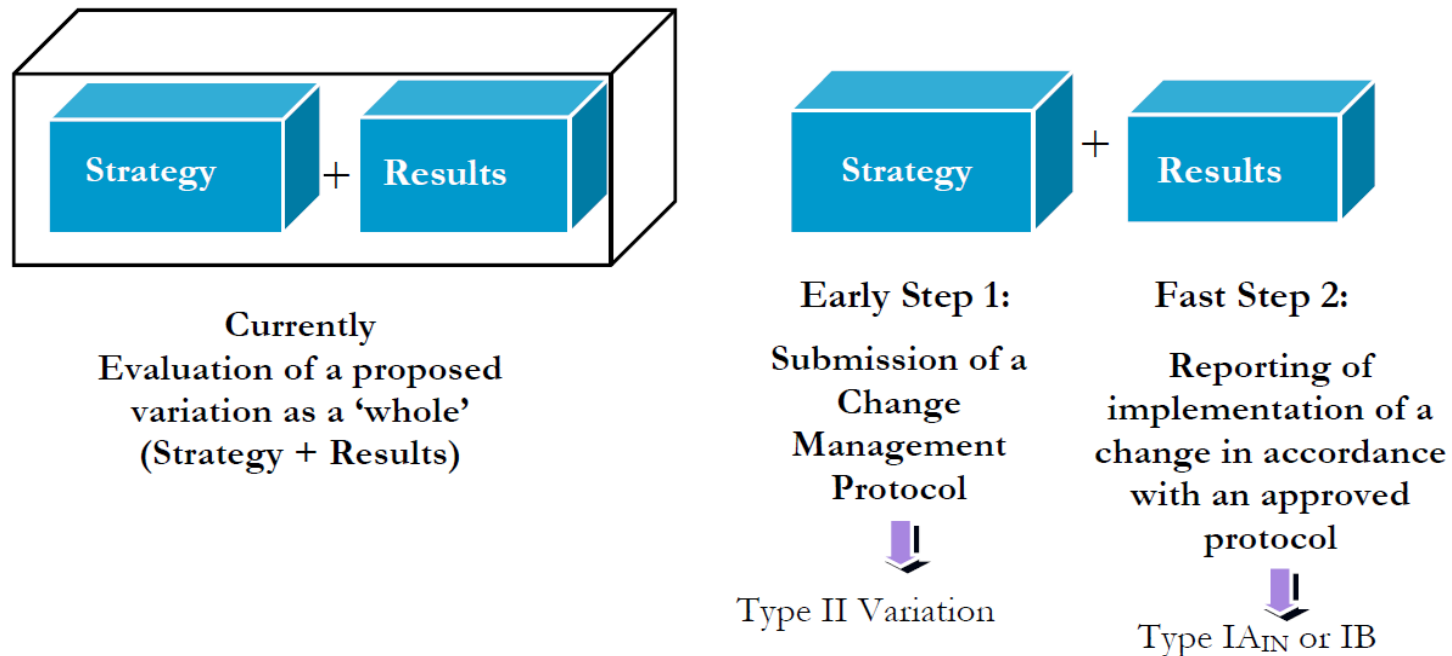 Strategy
+
Results
Currently
Evaluation of a proposed
variation as a ‘whole’
(Strategy + Results)
Strategy
+
Results
Early Step 1:
Submission of a
Change
Management
Protocol
Type II Variation
Fast Step 2:
Reporting of
implementation of a
change in accordance
with an approved
protocol
Type IAIN or IB